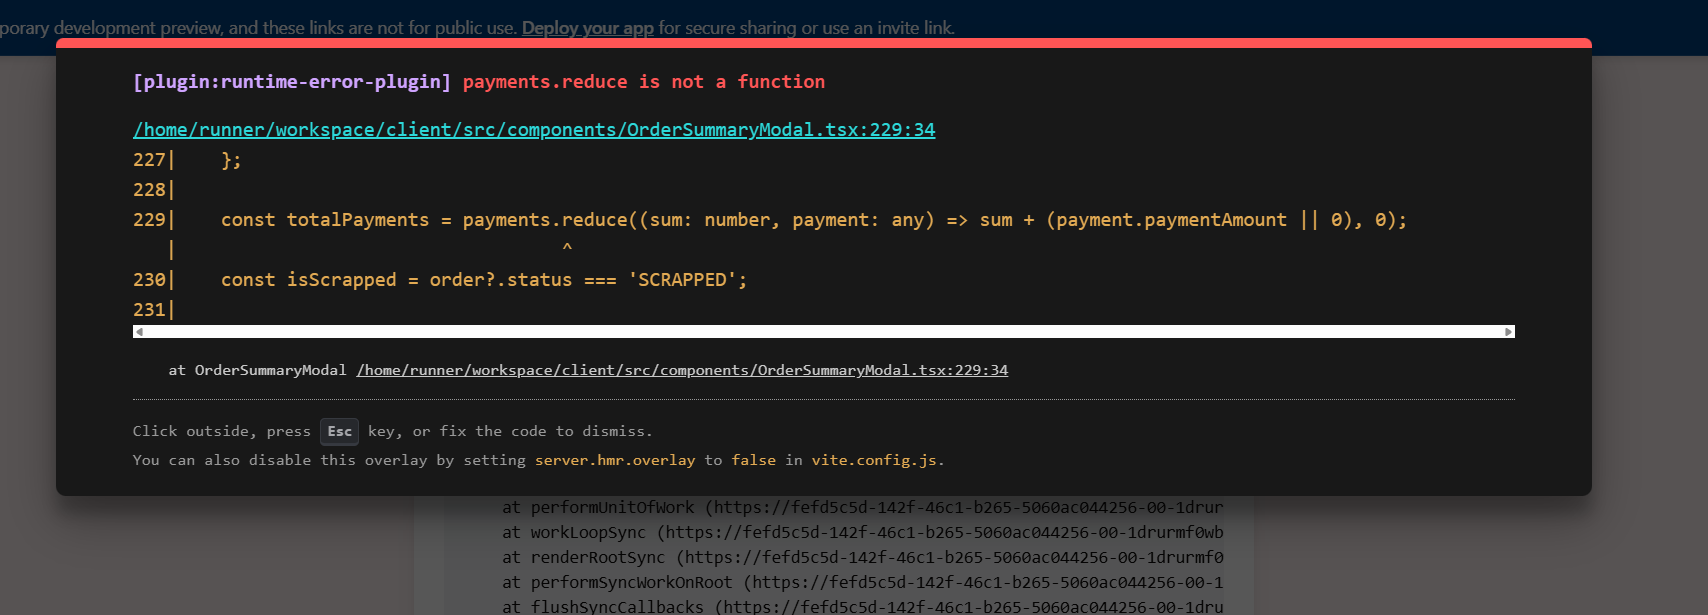 porary development preview, and these links are not for public use. Deploy your app for secure sharing or use an invite link.
[plugin:runtime-error-plugin] payments.reduce is not a function
/home/runner/workspace/client/src/components/OrderSummaryModal.tsx:229:34
227|    };
228|
229|    const totalPayments = payments.reduce((sum: number, payment: any) => sum + (payment.paymentAmount || 0), 0);
   |                                   ^
230|    const isScrapped = order?.status === 'SCRAPPED';
231|
at OrderSummaryModal /home/runner/workspace/client/src/components/OrderSummaryModal.tsx:229:34
Click outside, press Esc key, or fix the code to dismiss.
You can also disable this overlay by setting server.hmr.overlay to false in vite.config.js.
at performUnitOfWork (https://fefd5c5d-142f-46c1-b265-5060ac044256-00-1drur
at workLoopSync (https://fefd5c5d-142f-46c1-b265-5060ac044256-00-1drurmf0wb
at renderRootSync (https://fefd5c5d-142f-46c1-b265-5060ac044256-00-1drurmf0
at performSyncWorkOnRoot (https://fefd5c5d-142f-46c1-b265-5060ac044256-00-1
at flushSyncCallbacks (https://fefd5c5d-142f-46c1-b265-5060ac044256-00-1dru